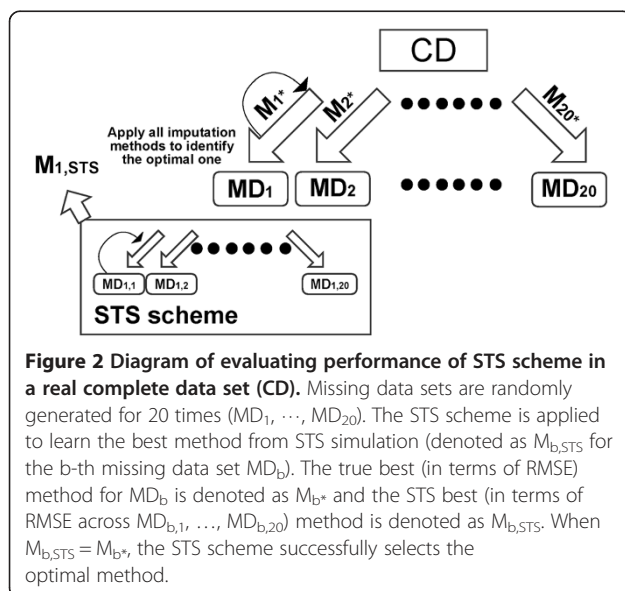 CD
M1*
M2*
M20*
Apply all imputation
methods to identify
the optimal one
M1,STS
MD1
MD2
MD20
MD1,1
MD1,2
MD1,20
STS scheme
Figure 2 Diagram of evaluating performance of STS scheme in
a real complete data set (CD). Missing data sets are randomly
generated for 20 times (MD1, ⋯, MD20). The STS scheme is applied
to learn the best method from STS simulation (denoted as Mb,STS for
the b-th missing data set MDb). The true best (in terms of RMSE)
method for MDb is denoted as Mb* and the STS best (in terms of
RMSE across MDb,1, …, MDb,20) method is denoted as Mb,STS. When
Mb,STS = Mb*, the STS scheme successfully selects the
optimal method.